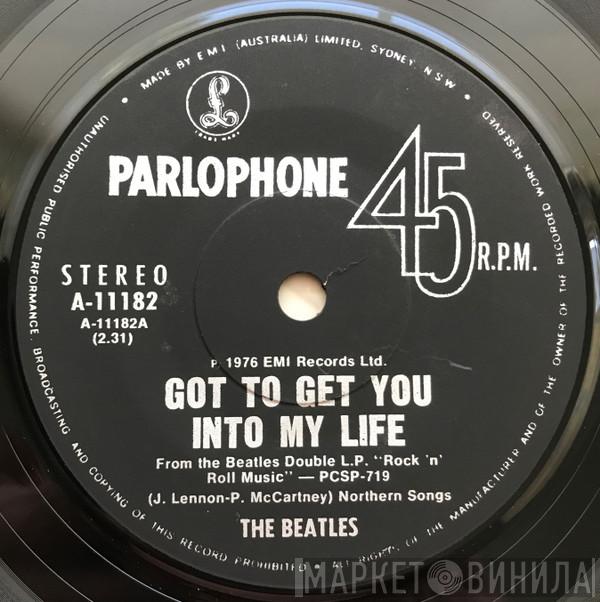 MADE BY E M I (AUSTRALIA) LIMITED. SYDNEY. N S W •
UNAUTHORISED PUBLIC PERFORMANCE, BROADCASTING AND COPYING OF THIS RECORD PROHIBITED • ALL RIGHTS OF THE MANUFACTURER AND OF THE OWNER OF THE RECORDED WORK RESERVED
£
TRADE MARK
PARLOPHONE
45
R.P.M.
STEREO
A-11182
A-11182A
(2.31)
P. 1976 EMI Records Ltd.
GOT TO GET YOU
INTO MY LIFE
From the Beatles Double L.P. "Rock 'n'
Roll Music" — PCSP-719
(J. Lennon-P. McCartney) Northern Songs
THE BEATLES
МАРКЕТ ВИНИЛА